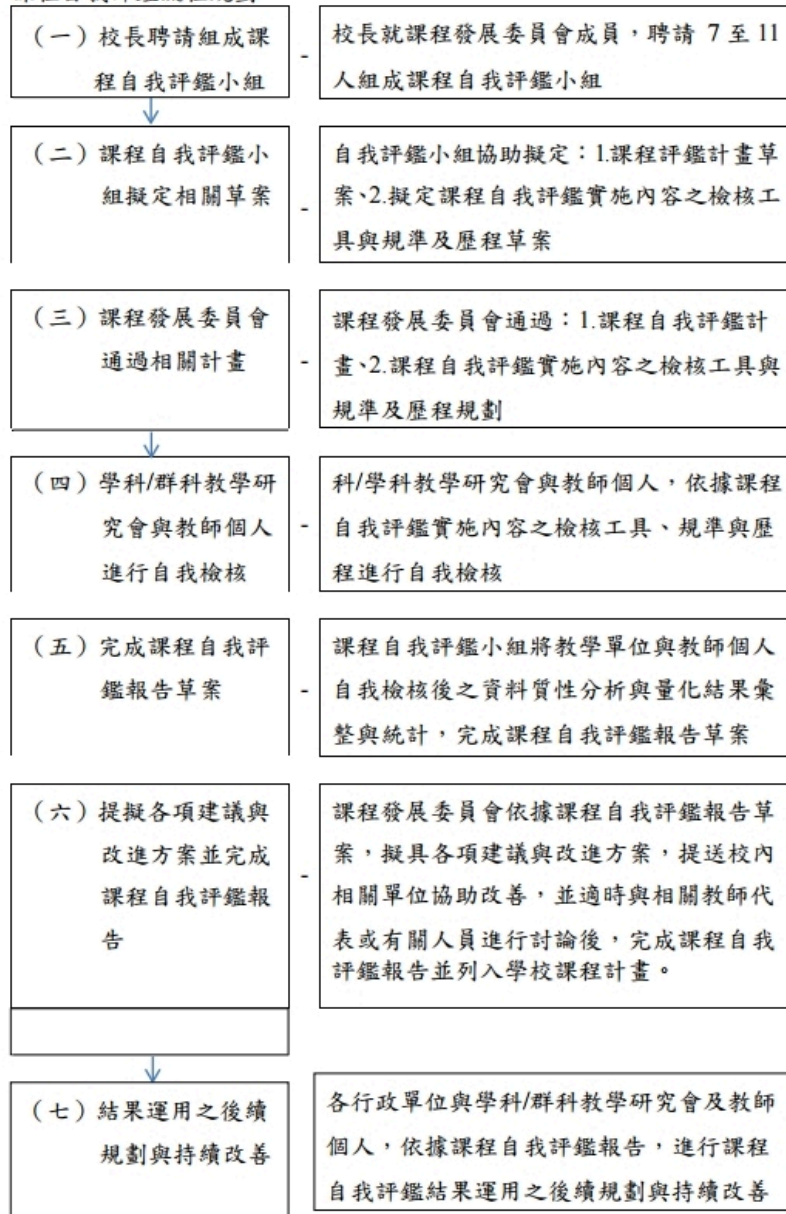 （一）校長聘請組成課
程自我評鑑小組
-
校長就課程發展委員會成員，聘請 7 至 11
人組成課程自我評鑑小組
（二）課程自我評鑑小
組擬定相關草案
-
自我評鑑小組協助擬定：1.課程評鑑計畫草
案、2.擬定課程自我評鑑實施內容之檢核工
具與規準及歷程草案
（三）課程發展委員會
通過相關計畫
-
課程發展委員會通過：1.課程自我評鑑計
畫、2.課程自我評鑑實施內容之檢核工具與
規準及歷程規劃
（四）學科/群科教學研
究會與教師個人
進行自我檢核
-
科/學科教學研究會與教師個人，依據課程
自我評鑑實施內容之檢核工具、規準與歷
程進行自我檢核
（五）完成課程自我評
鑑報告草案
-
課程自我評鑑小組將教學單位與教師個人
自我檢核後之資料質性分析與量化結果彙
整與統計，完成課程自我評鑑報告草案
（六）提擬各項建議與
改進方案並完成
課程自我評鑑報
告
-
課程發展委員會依據課程自我評鑑報告草
案，擬具各項建議與改進方案，提送校內
相關單位協助改善，並適時與相關教師代
表或有關人員進行討論後，完成課程自我
評鑑報告並列入學校課程計畫。
（七）結果運用之後續
規劃與持續改善
各行政單位與學科/群科教學研究會及教師
個人，依據課程自我評鑑報告，進行課程
自我評鑑結果運用之後續規劃與持續改善